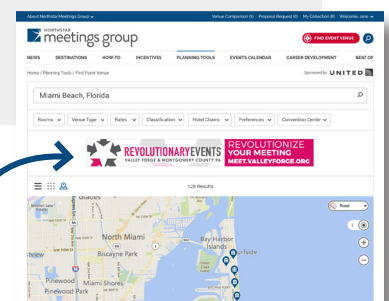 About Northstar Meetings Group
Venue Comparison (0) Proposal Request (0) My Collection (0) Welcome, Jane
NORTHSTAR
meetings group
FIND EVENT VENUE
NEWS DESTINATIONS HOW-TO INCENTIVES PLANNING TOOLS EVENTS CALENDAR CAREER DEVELOPMENT BEST OF
Home / Planning Tools / Find Event Venue
Sponsored by UNITED
Miami Beach, Florida
Rooms Venue Type Rates Classification Hotel Chains Preferences Convention Center
REVOLUTIONARYEVENTS
VALLEY FORGE & MONTGOMERY COUNTY PA
REVOLUTIONIZE
YOUR MEETING
MEET.VALLEYFORGE.ORG
128 Results
Road
Glades
North Miami
Bay Harbor
Islands
Surfside
Biscayne Park
Pinewood
Miami Shores
Pinewood Park